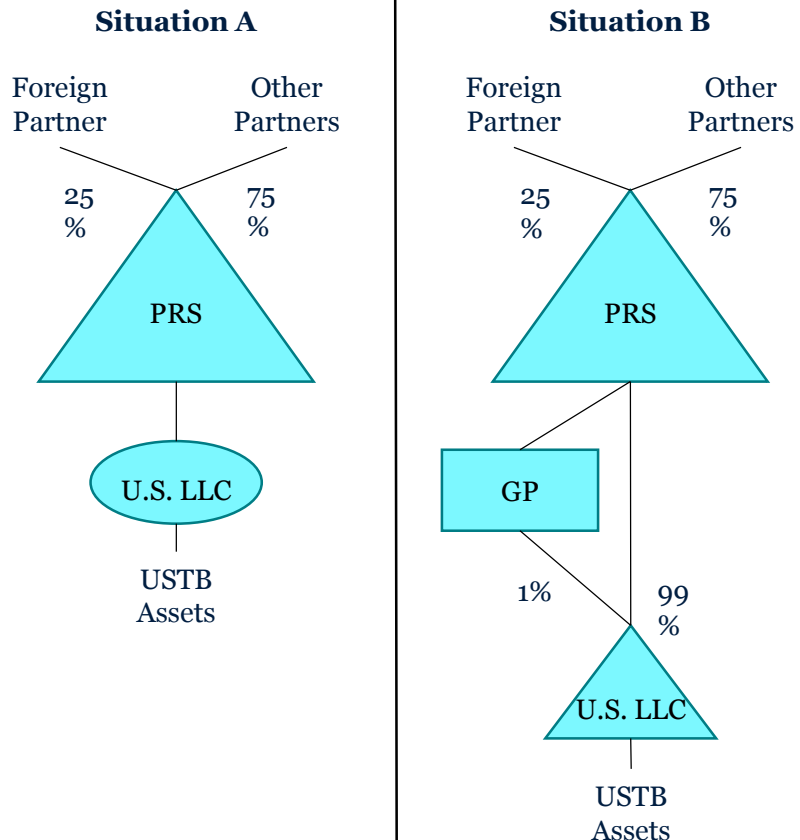 Situation A
Foreign
Partner
Other
Partners
25
%
75
%
PRS
U.S. LLC
USTB
Assets
Situation B
Foreign
Partner
Other
Partners
25
%
75
%
PRS
GP
1%
99
%
U.S. LLC
USTB
Assets